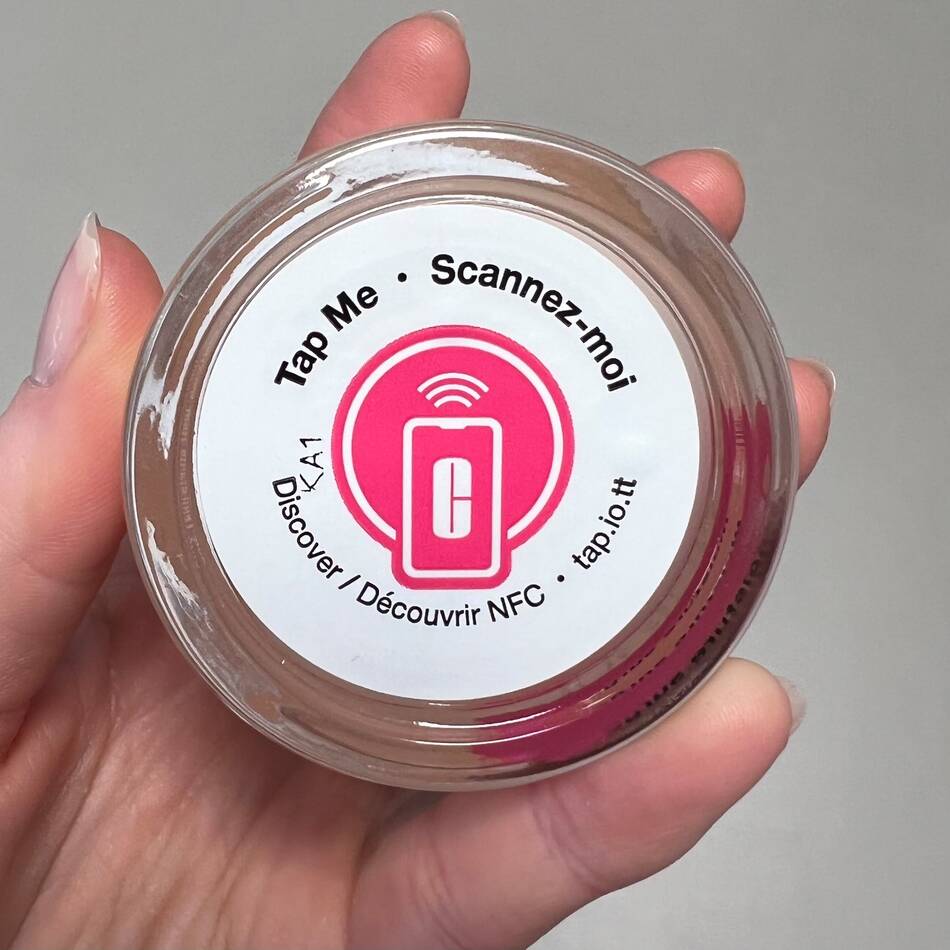 Tap Me • Scannez-moi
KA1
Discover / Découvrir NFC • tap.io.tt